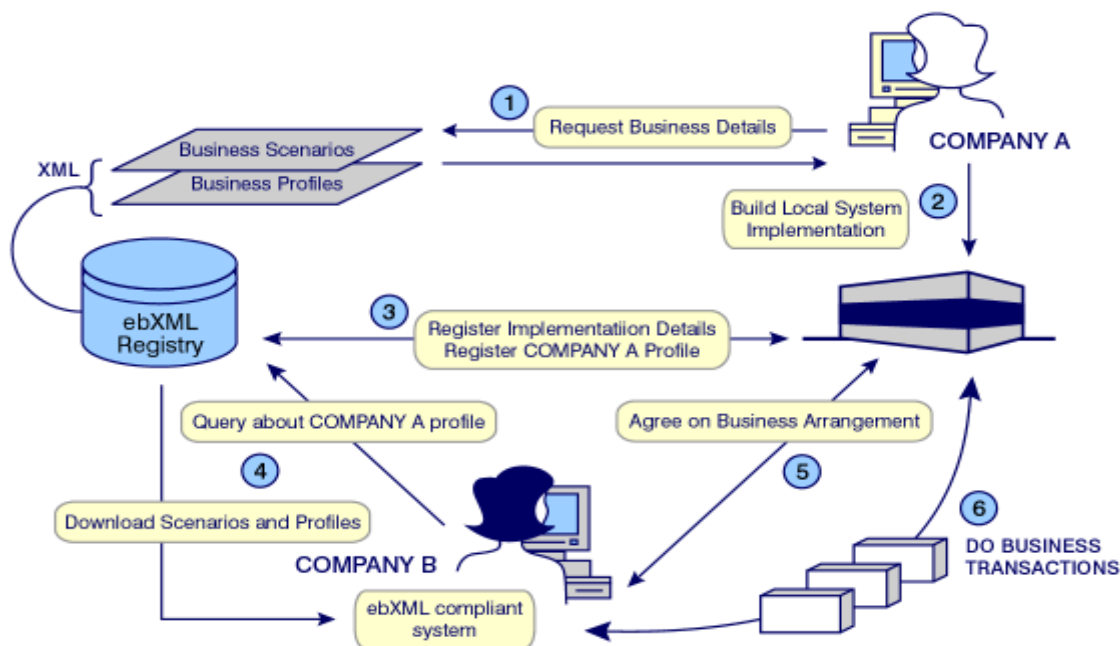 1
Request Business Details
COMPANY A
XML
Business Scenarios
Business Profiles
2
Build Local System
Implementation
ebXML
Registry
3
Register Implementatiion Details
Register COMPANY A Profile
Query about COMPANY A profile
Agree on Business Arrangement
4
5
Download Scenarios and Profiles
6
DO BUSINESS
TRANSACTIONS
COMPANY B
ebXML compliant
system